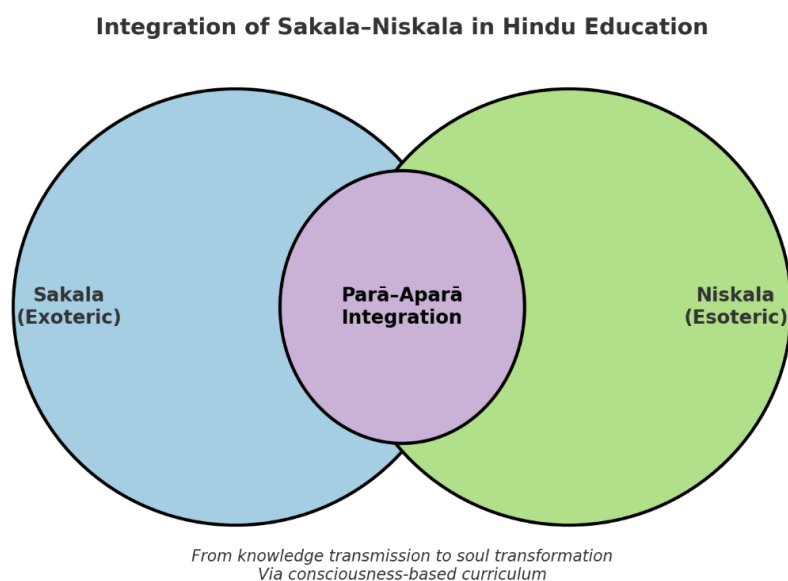 Integration of Sakala–Niskala in Hindu Education
Sakala
(Exoteric)
Parā–Aparā
Integration
Niskala
(Esoteric)
From knowledge transmission to soul transformation
Via consciousness-based curriculum